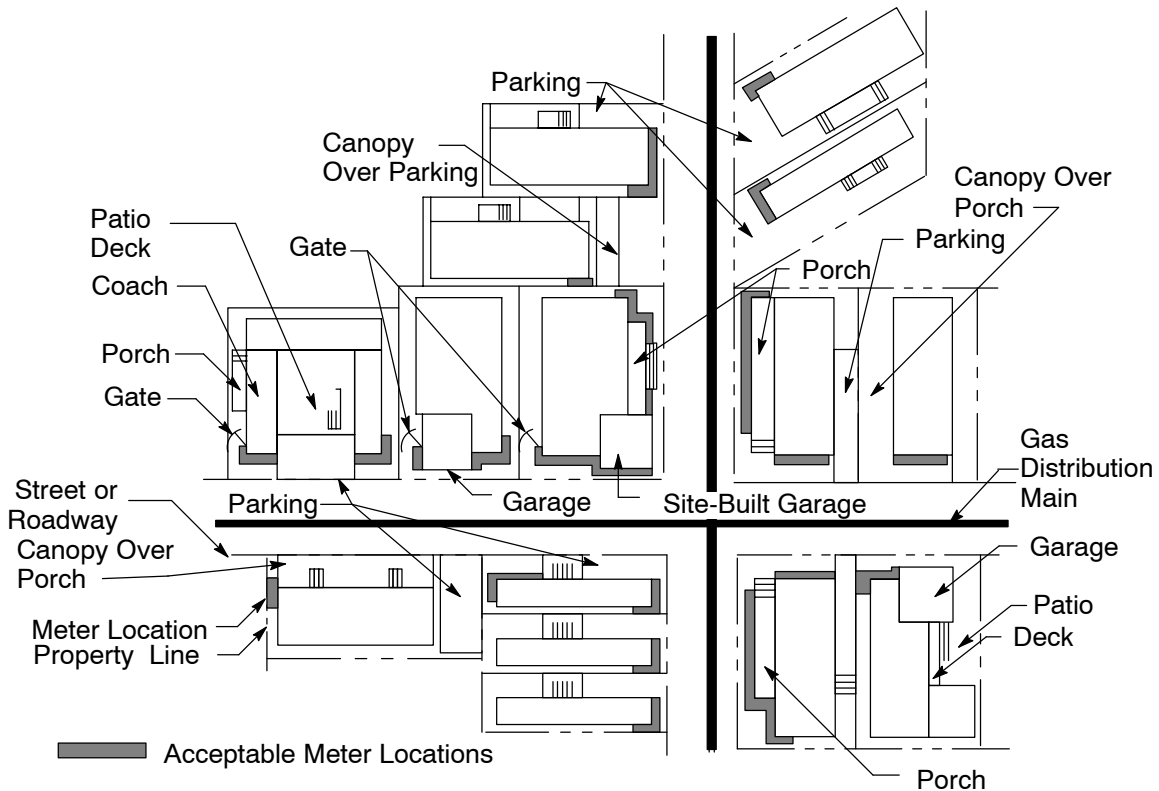 Parking
Canopy
Over Parking
Canopy Over
Porch
Parking
Patio
Deck
Gate
Coach
Porch
Porch
Gate
Gas
Distribution
Main
Street or
Roadway
Parking
Garage
Site-Built Garage
Canopy Over
Porch
Garage
Patio
Deck
Meter Location
Property Line
Acceptable Meter Locations
Porch